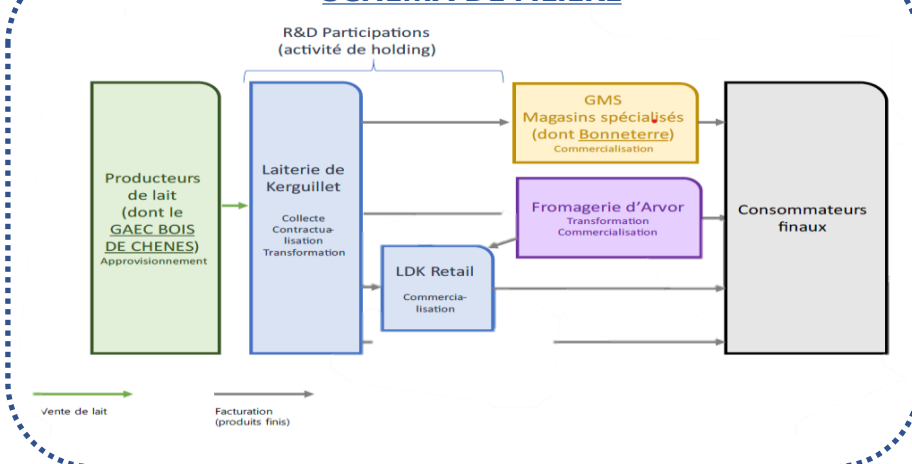 R&D Participations
(activité de holding)
Producteurs
de lait
(dont le
GAEC BOIS
DE CHENES)
Approvisionnement
Laiterie de
Kerguillet
Collecte
Contractua-
lisation
Transformation
GMS
Magasins spécialisés
(dont Bonneterre)
Commercialisation
Fromagerie d'Arvor
Transformation
Commercialisation
LDK Retail
Commercia-
lisation
Consommateurs
finaux
Vente de lait
Facturation
(produits finis)